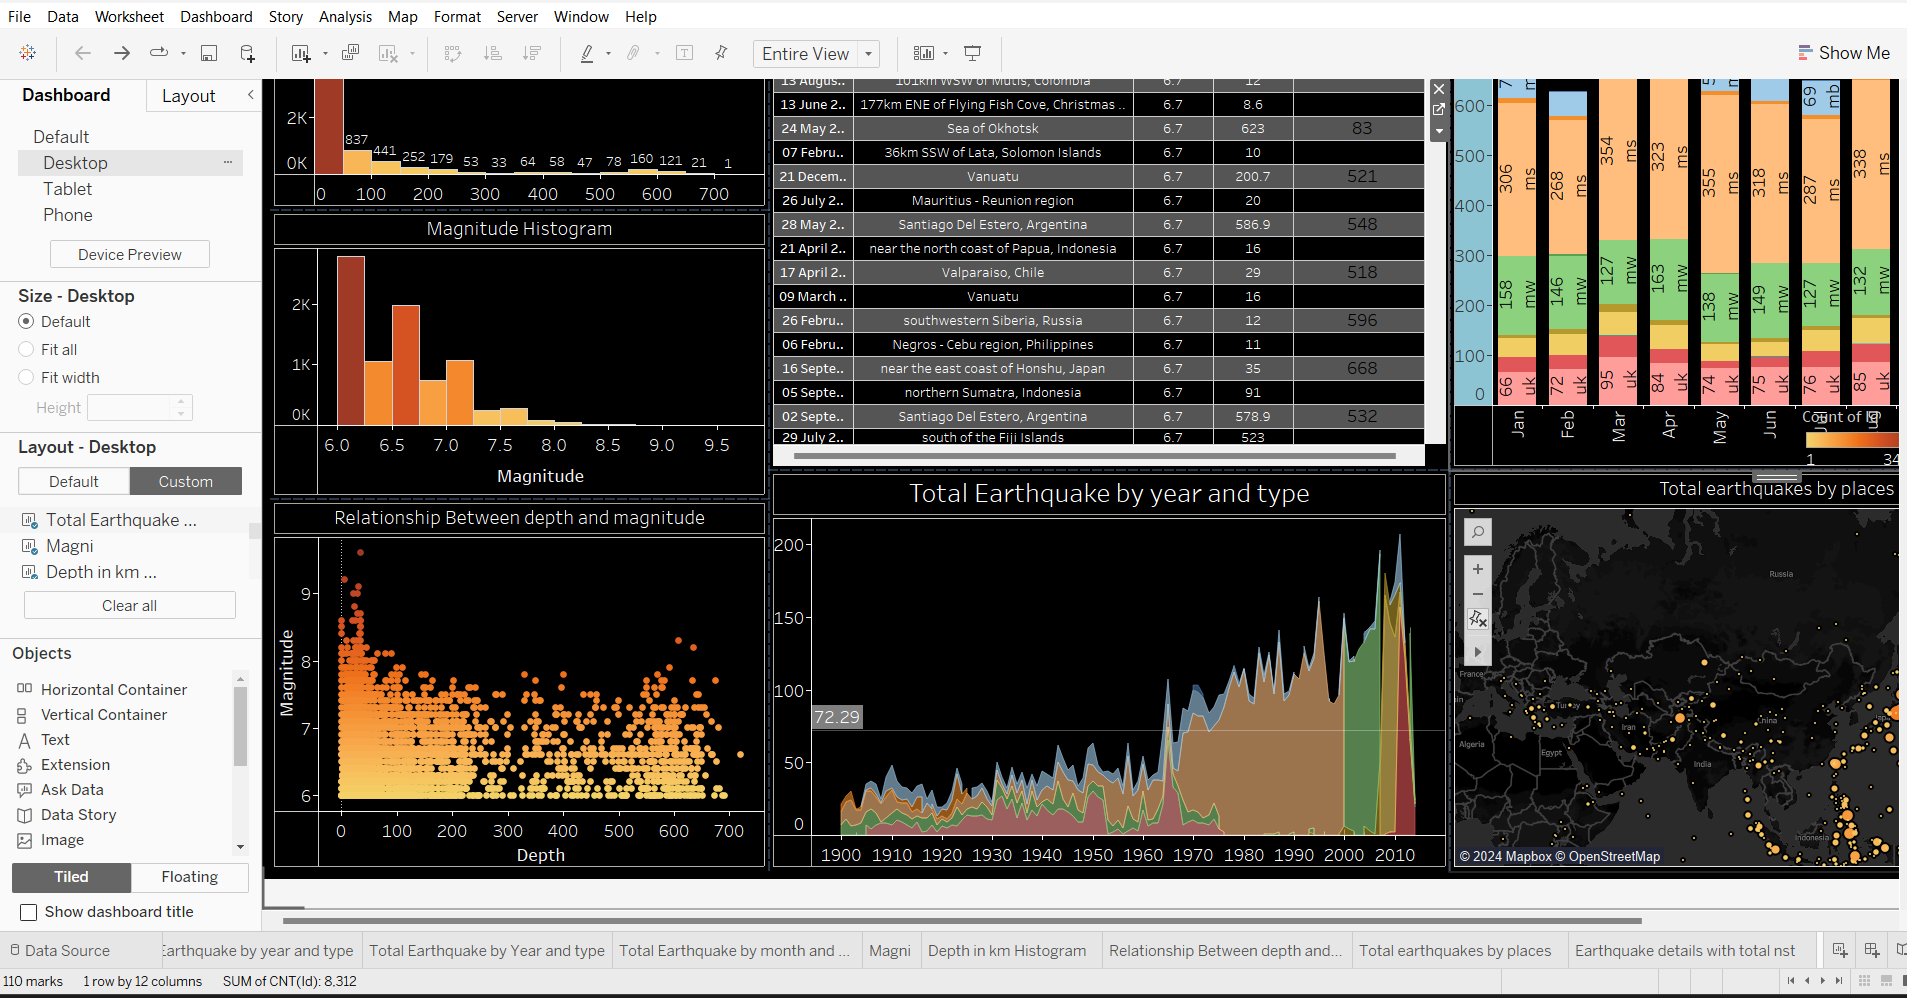 File Data Worksheet Dashboard Story Analysis Map Format Server Window Help
Entire View
Show Me
Dashboard Layout
Default
Desktop
Tablet
Phone
Device Preview
Size - Desktop
Default
Fit all
Fit width
Height
Layout - Desktop
Default Custom
Total Earthquake ...
Magni
Depth in km ...
Clear all
Objects
Horizontal Container
Vertical Container
Text
Extension
Ask Data
Data Story
Image
Tiled Floating
Show dashboard title
2K
0K
837 441 252 179 53 33 64 58 47 78 160 121 21 1
0 100 200 300 400 500 600 700
Magnitude Histogram
2K
1K
0K
6.0 6.5 7.0 7.5 8.0 8.5 9.0 9.5
Magnitude
Relationship Between depth and magnitude
Magnitude
9
8
7
6
0 100 200 300 400 500 600 700
Depth
13 Augus.. 101km WSW of Mutis, Colombia 6.7 12
13 June 2.. 177km ENE of Flying Fish Cove, Christmas .. 6.7 8.6
24 May 2.. Sea of Okhotsk 6.7 623 83
07 Febru.. 36km SSW of Lata, Solomon Islands 6.7 10
21 Decem.. Vanuatu 6.7 200.7 521
26 July 2.. Mauritius - Reunion region 6.7 20
28 May 2.. Santiago Del Estero, Argentina 6.7 586.9 548
21 April 2.. near the north coast of Papua, Indonesia 6.7 16
17 April 2.. Valparaiso, Chile 6.7 29 518
09 March .. Vanuatu 6.7 16
26 Febru.. southwestern Siberia, Russia 6.7 12 596
06 Febru.. Negros - Cebu region, Philippines 6.7 11
16 Septe.. near the east coast of Honshu, Japan 6.7 35 668
05 Septe.. northern Sumatra, Indonesia 6.7 91
02 Septe.. Santiago Del Estero, Argentina 6.7 578.9 532
29 July 2.. south of the Fiji Islands 6.7 523
Total Earthquake by year and type
200
150
100
72.29
50
0
1900 1910 1920 1930 1940 1950 1960 1970 1980 1990 2000 2010
600
500
400
300
200
100
0
306 ms
158 mw
66 uk
268 ms
146 mw
72 uk
354 ms
127 mw
95 uk
323 ms
163 mw
84 uk
355 ms
138 mw
74 uk
318 ms
149 mw
75 uk
69 mb
287 ms
127 mw
76 uk
338 ms
132 mw
85 uk
Jan Feb Mar Apr May Jun
Count of Id
1 34
Total earthquakes by places
Russia
France
Turkey
Iran
China
Algeria
Egypt
India
Indonesia
© 2024 Mapbox © OpenStreetMap
Data Source Earthquake by year and type Total Earthquake by Year and type Total Earthquake by month and ... Magni Depth in km Histogram Relationship Between depth and... Total earthquakes by places Earthquake details with total nst
110 marks 1 row by 12 columns SUM of CNT(Id): 8,312